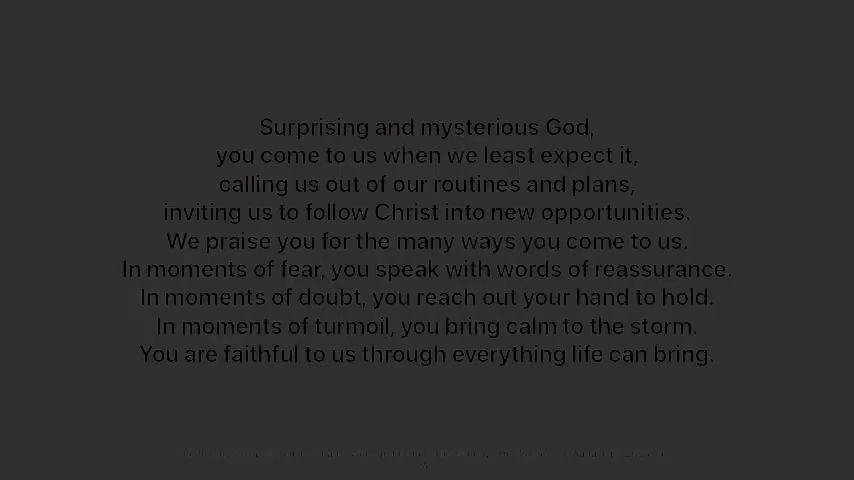 Surprising and mysterious God,
you come to us when we least expect it,
calling us out of our routines and plans,
inviting us to follow Christ into new opportunities.
We praise you for the many ways you come to us.
In moments of fear, you speak with words of reassurance.
In moments of doubt, you reach out your hand to hold.
In moments of turmoil, you bring calm to the storm.
You are faithful to us through everything life can bring.